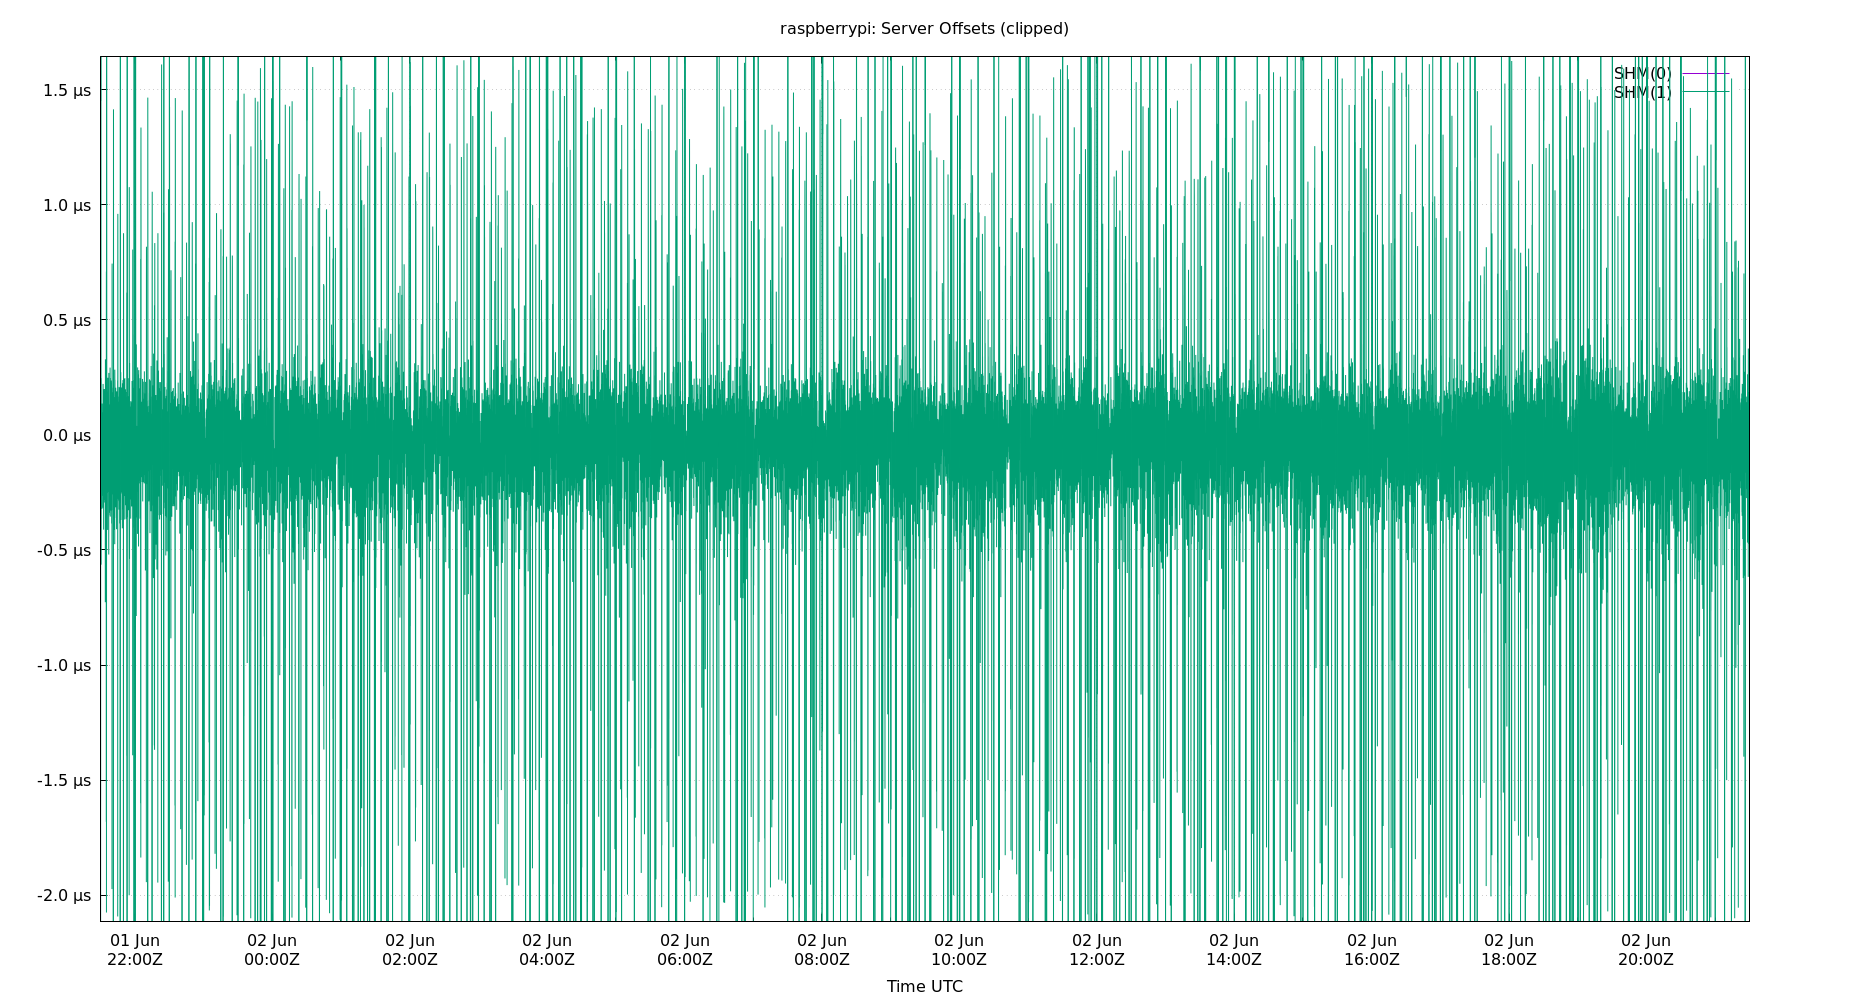 raspberrypi: Server Offsets (clipped)
SHM(0)
SHM(1)
1.5 µs
1.0 µs
0.5 µs
0.0 µs
-0.5 µs
-1.0 µs
-1.5 µs
-2.0 µs
01 Jun 02 Jun 02 Jun 02 Jun 02 Jun 02 Jun 02 Jun 02 Jun 02 Jun 02 Jun 02 Jun 02 Jun
22:00Z 00:00Z 02:00Z 04:00Z 06:00Z 08:00Z 10:00Z 12:00Z 14:00Z 16:00Z 18:00Z 20:00Z
Time UTC